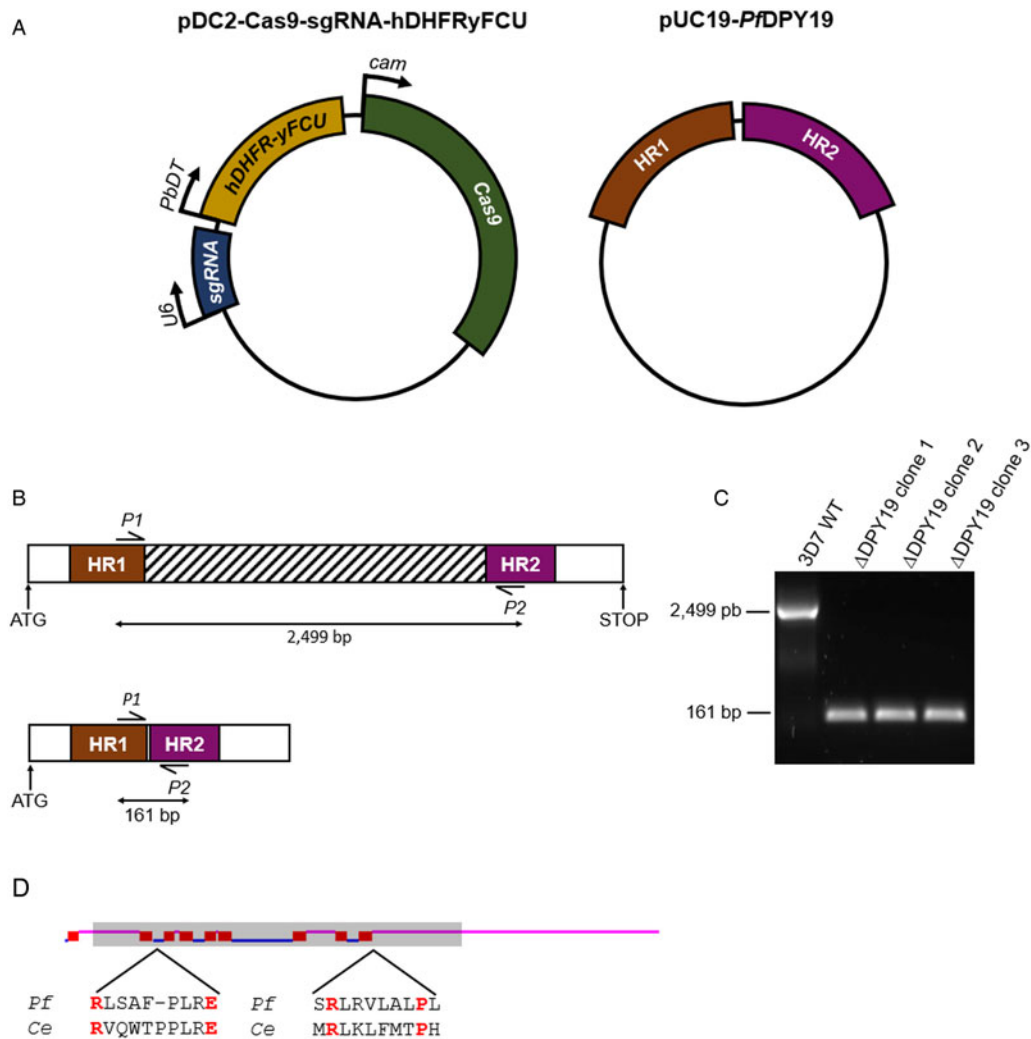 A
pDC2-Cas9-sgRNA-hDHFRyFCU
pUC19-PfDPY19
cam
hDHFR-yFCU
PbDT
sgRNA
U6
Cas9
HR1
HR2
B
P1
HR1
HR2
P2
ATG
STOP
2,499 bp
P1
HR1
HR2
P2
ATG
161 bp
C
3D7 WT
ΔDPY19 clone 1
ΔDPY19 clone 2
ΔDPY19 clone 3
2,499 pb
161 bp
D
Pf RLSAF-PLRE
Ce RVQWTPPLRE
Pf SRLRVLALPL
Ce MRLKLFMTPH